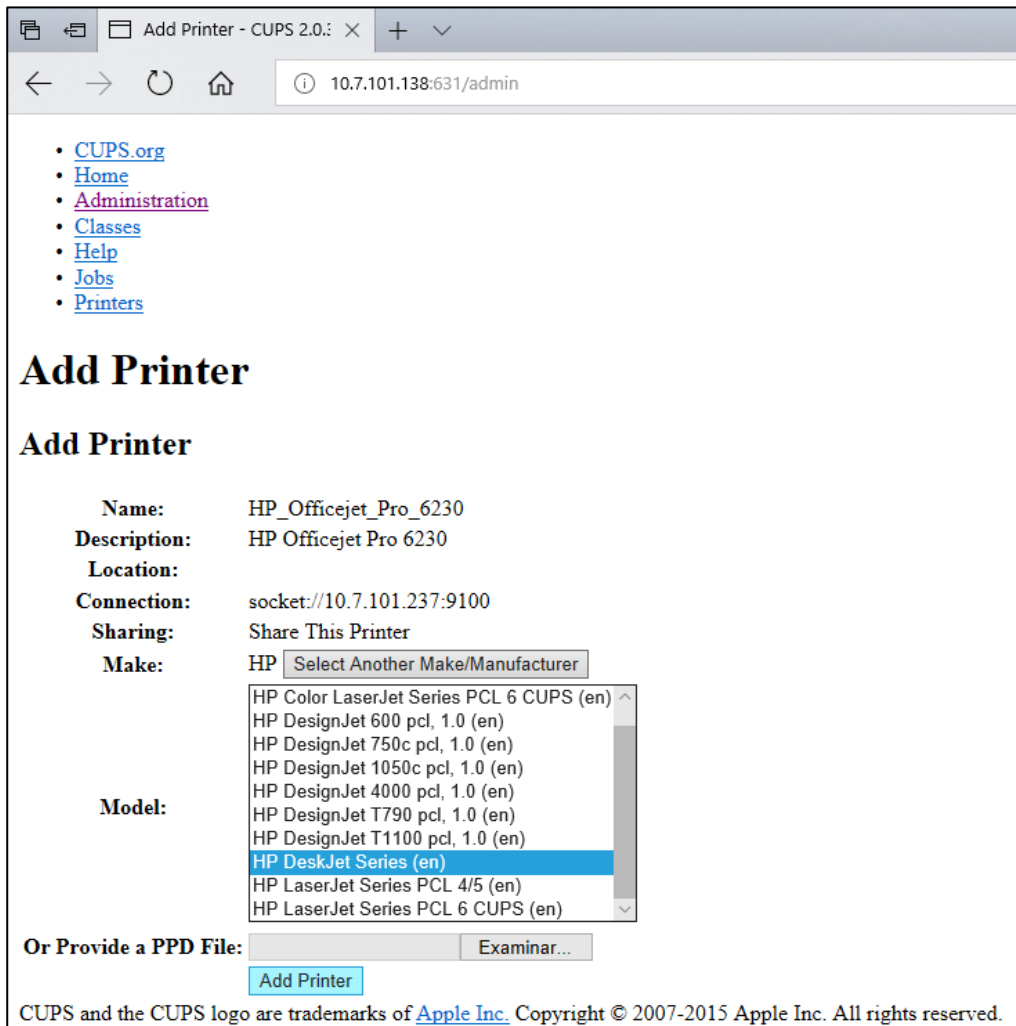 Add Printer - CUPS 2.0.:
10.7.101.138:631/admin
CUPS.org
Home
Administration
Classes
Help
Jobs
Printers
Add Printer
Add Printer
Name: HP_Officejet_Pro_6230
Description: HP Officejet Pro 6230
Location:
Connection: socket://10.7.101.237:9100
Sharing: Share This Printer
Make: HP Select Another Make/Manufacturer
HP Color LaserJet Series PCL 6 CUPS (en)
HP DesignJet 600 pcl, 1.0 (en)
HP DesignJet 750c pcl, 1.0 (en)
HP DesignJet 1050c pcl, 1.0 (en)
HP DesignJet 4000 pcl, 1.0 (en)
Model: HP DesignJet T790 pcl, 1.0 (en)
HP DesignJet T1100 pcl, 1.0 (en)
HP DeskJet Series (en)
HP LaserJet Series PCL 4/5 (en)
HP LaserJet Series PCL 6 CUPS (en)
Or Provide a PPD File: Examinar...
Add Printer
CUPS and the CUPS logo are trademarks of Apple Inc. Copyright © 2007-2015 Apple Inc. All rights reserved.